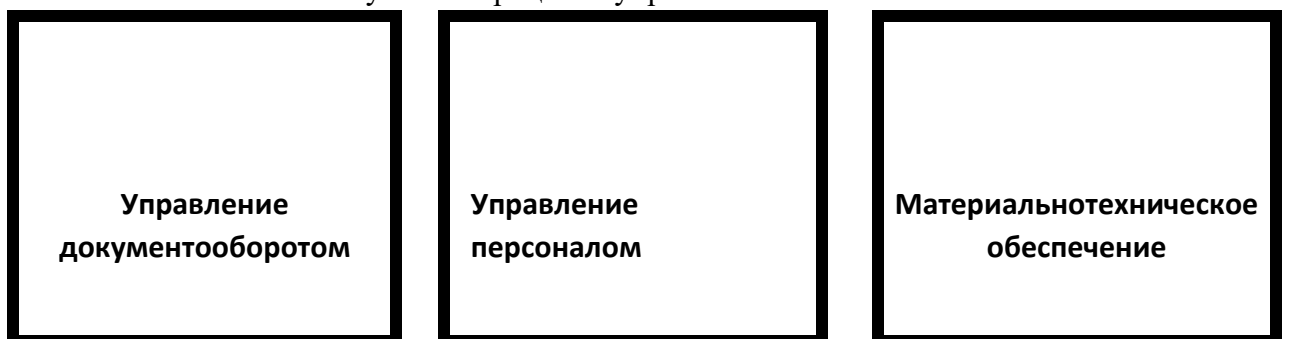 Управление
документооборотом
Управление
персоналом
Материальнотехническое
обеспечение